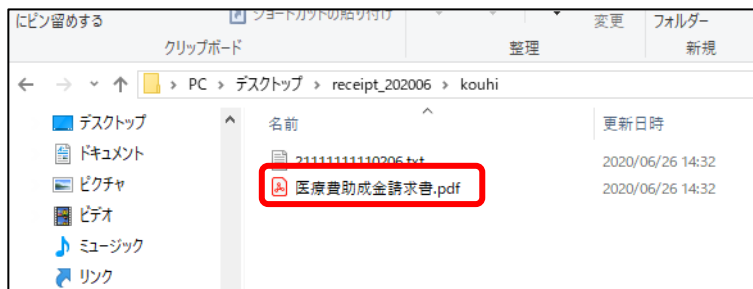 にピン留めする
ショートカットの貼り付け
変更
フォルダー
クリップボード
整理
新規
PC › デスクトップ › receipt_202006 › kouhi
デスクトップ
ドキュメント
ピクチャ
ビデオ
ミュージック
リンク
名前
更新日時
21111111110206.txt
2020/06/26 14:32
医療費助成金請求書.pdf
2020/06/26 14:32